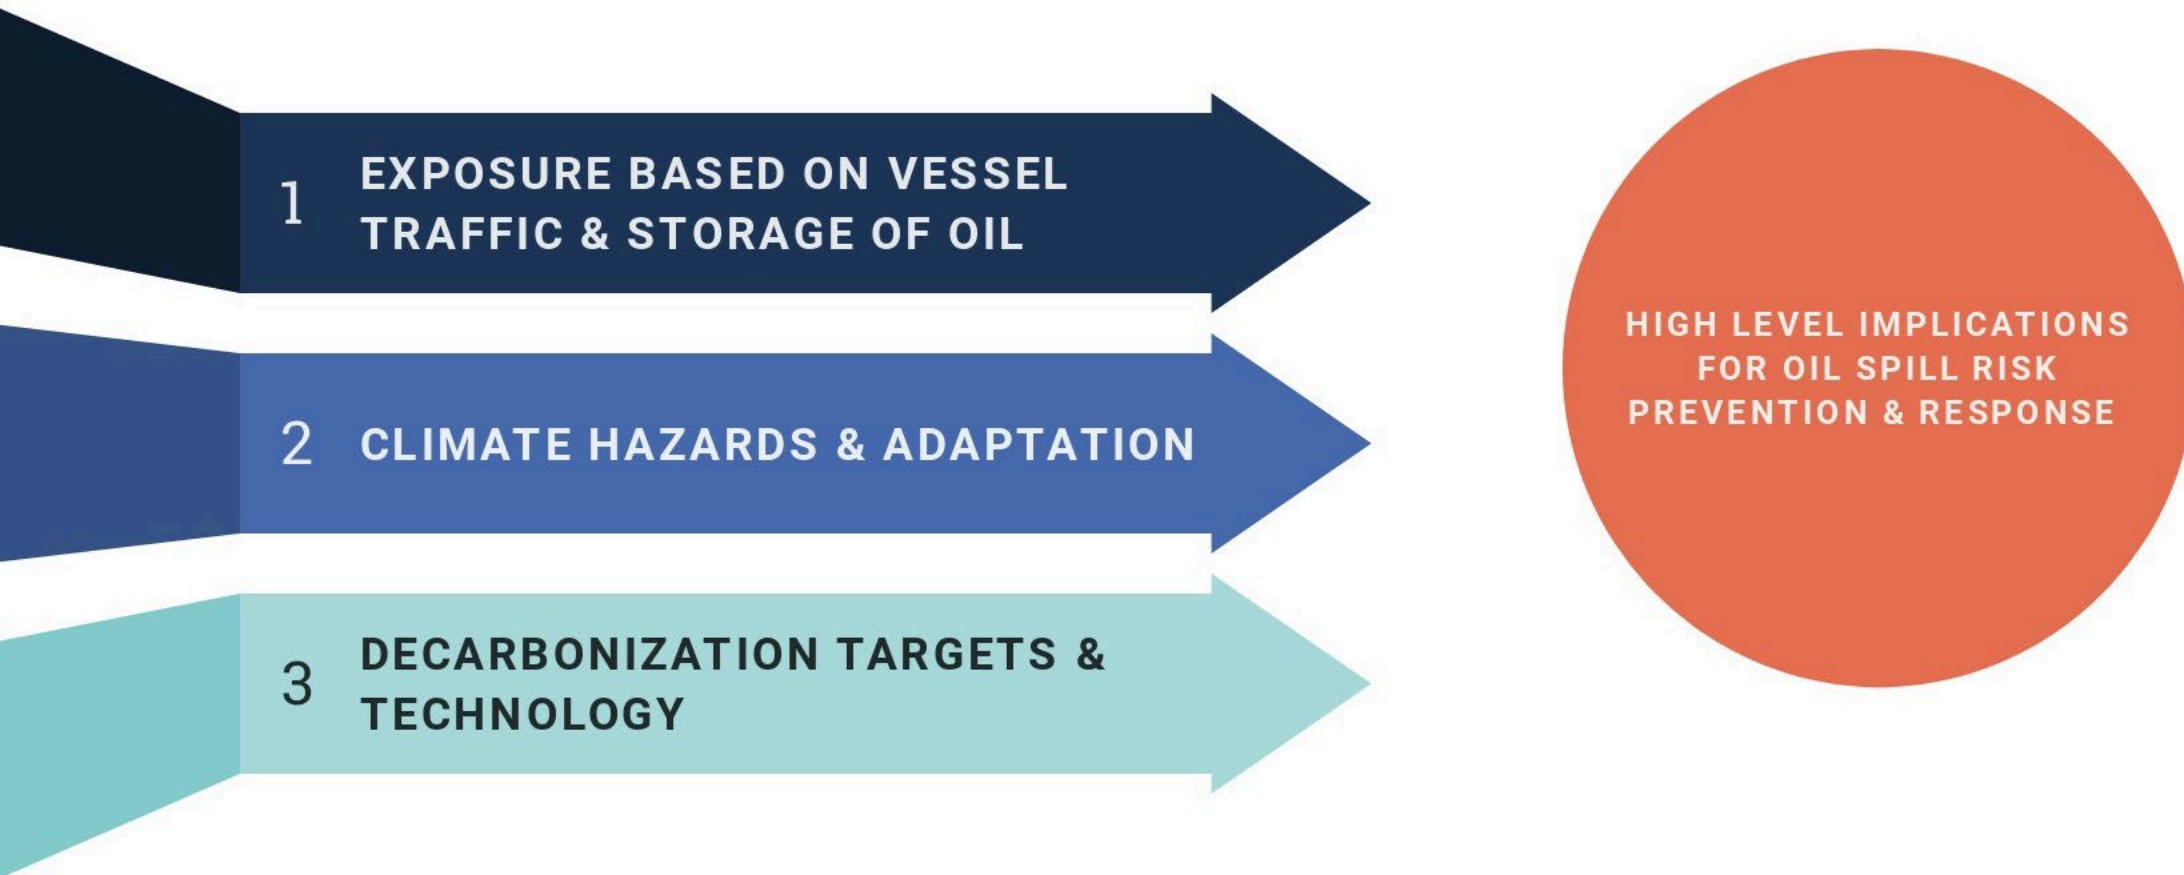 1
EXPOSURE BASED ON VESSEL
TRAFFIC & STORAGE OF OIL
2
CLIMATE HAZARDS & ADAPTATION
3
DECARBONIZATION TARGETS &
TECHNOLOGY
HIGH LEVEL IMPLICATIONS
FOR OIL SPILL RISK
PREVENTION & RESPONSE